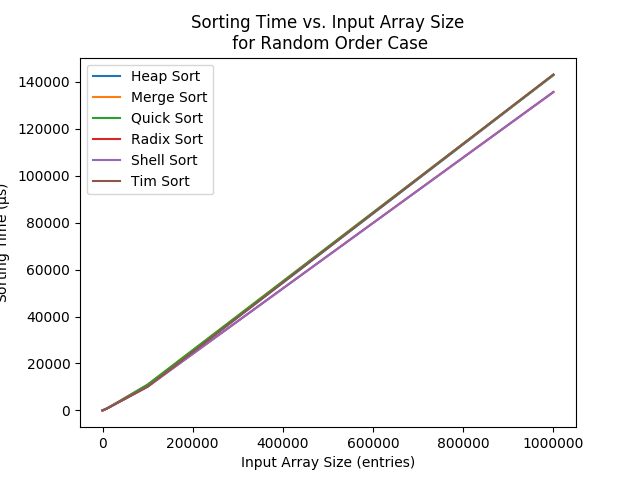 Sorting Time vs. Input Array Size
for Random Order Case
Heap Sort
Merge Sort
Quick Sort
Radix Sort
Shell Sort
Tim Sort
140000
120000
100000
80000
60000
40000
20000
0
Sorting Time (µs)
0 200000 400000 600000 800000 1000000
Input Array Size (entries)